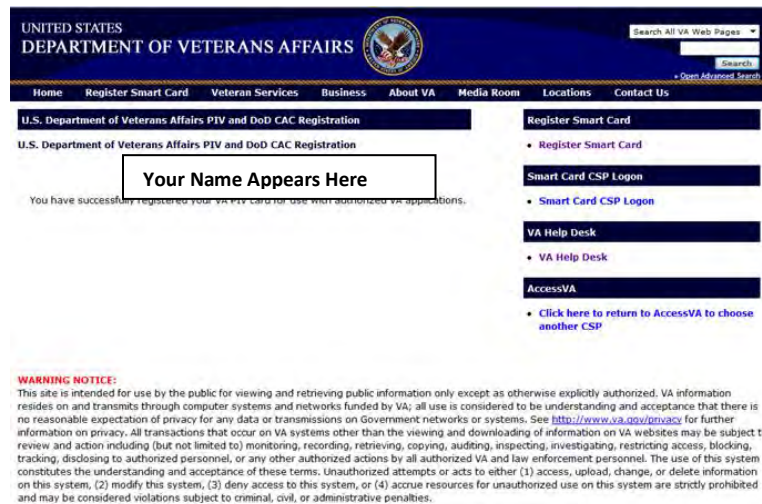 UNITED STATES
DEPARTMENT OF VETERANS AFFAIRS
Search All VA Web Pages
Search
Open Advanced Search
Home Register Smart Card Veteran Services Business About VA Media Room Locations Contact Us
U.S. Department of Veterans Affairs PIV and DoD CAC Registration
U.S. Department of Veterans Affairs PIV and DoD CAC Registration
Your Name Appears Here
You have successfully registered your VA PIV card for use with authorized VA applications.
Register Smart Card
• Register Smart Card
Smart Card CSP Logon
• Smart Card CSP Logon
VA Help Desk
• VA Help Desk
AccessVA
• Click here to return to AccessVA to choose
another CSP
WARNING NOTICE:
This site is intended for use by the public for viewing and retrieving public information only except as otherwise explicitly authorized. VA information
resides on and transmits through computer systems and networks funded by VA; all use is considered to be understanding and acceptance that there is
no reasonable expectation of privacy for any data or transmissions on Government networks or systems. See http://www.va.gov/privacy for further
information on privacy. All transactions that occur on VA systems other than the viewing and downloading of information on VA websites may be subject t
review and action including (but not limited to) monitoring, recording, retrieving, copying, auditing, inspecting, investigating, restricting access, blocking,
tracking, disclosing to authorized personnel, or any other authorized actions by all authorized VA and law enforcement personnel. The use of this system
constitutes the understanding and acceptance of these terms. Unauthorized attempts or acts to either (1) access, upload, change, or delete information
on this system, (2) modify this system, (3) deny access to this system, or (4) accrue resources for unauthorized use on this system are strictly prohibited
and may be considered violations subject to criminal, civil, or administrative penalties.